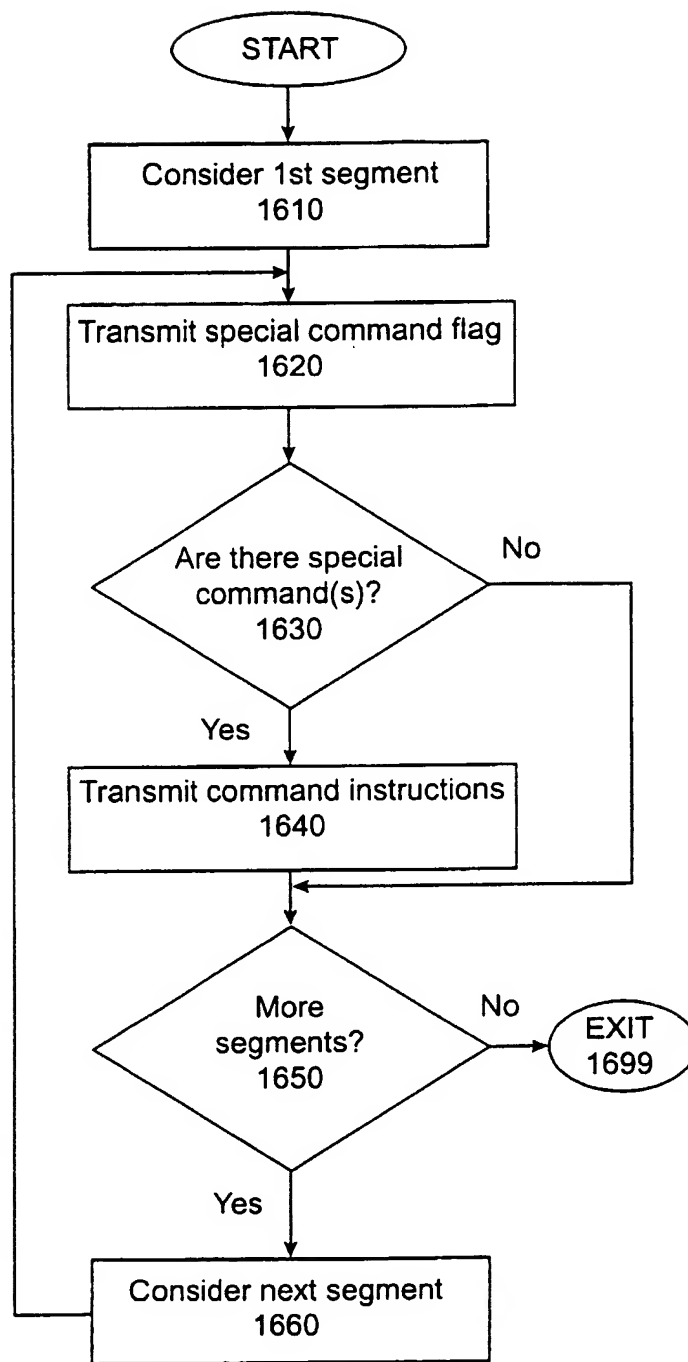 START
Consider 1st segment
1610
Transmit special command flag
1620
Are there special
command(s)?
1630
No
Yes
Transmit command instructions
1640
More
segments?
1650
No
EXIT
1699
Yes
Consider next segment
1660